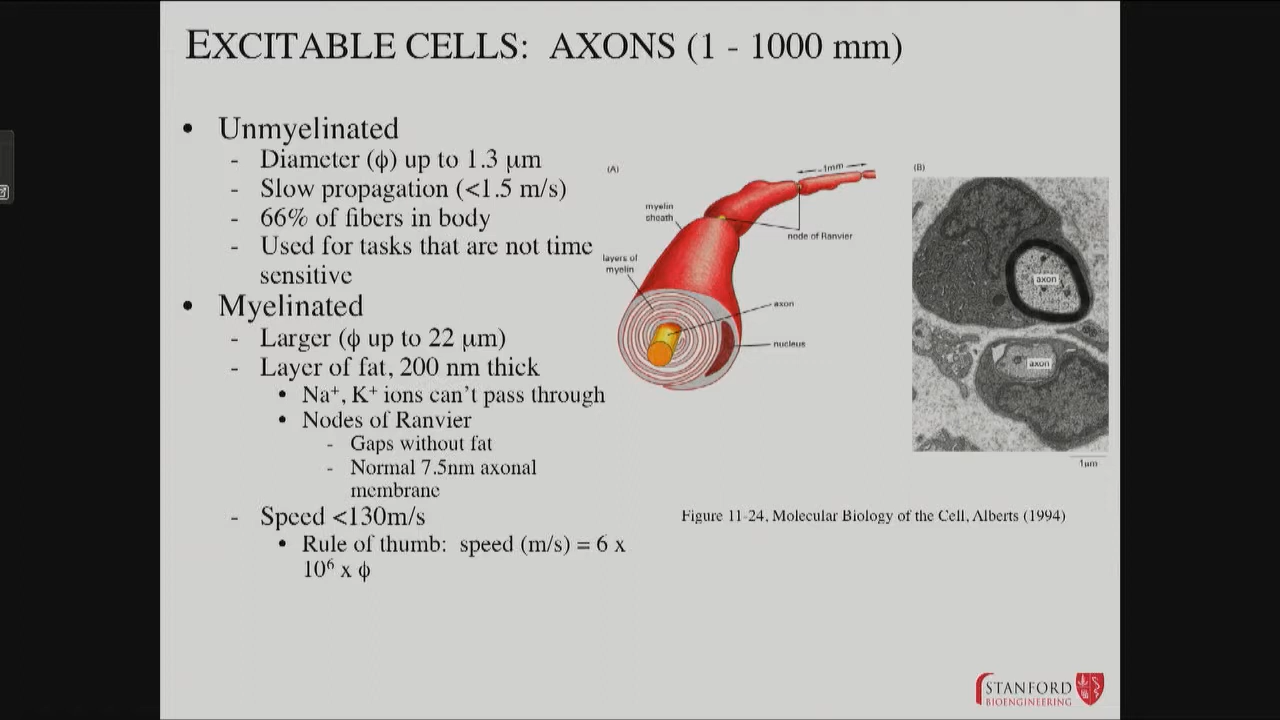 EXCITABLE CELLS: AXONS (1 - 1000 mm)
• Unmyelinated
- Diameter (ϕ) up to 1.3 μm
- Slow propagation (<1.5 m/s)
- 66% of fibers in body
- Used for tasks that are not time
sensitive
• Myelinated
- Larger (ϕ up to 22 μm)
- Layer of fat, 200 nm thick
• Na⁺, K⁺ ions can't pass through
• Nodes of Ranvier
- Gaps without fat
- Normal 7.5nm axonal
membrane
- Speed <130m/s
• Rule of thumb: speed (m/s) = 6 x
10⁶ x ϕ
(A)
1mm
myelin
sheath
node of Ranvier
layers of
myelin
axon
nucleus
(B)
axon
axon
1μm
Figure 11-24, Molecular Biology of the Cell, Alberts (1994)
STANFORD
BIOENGINEERING